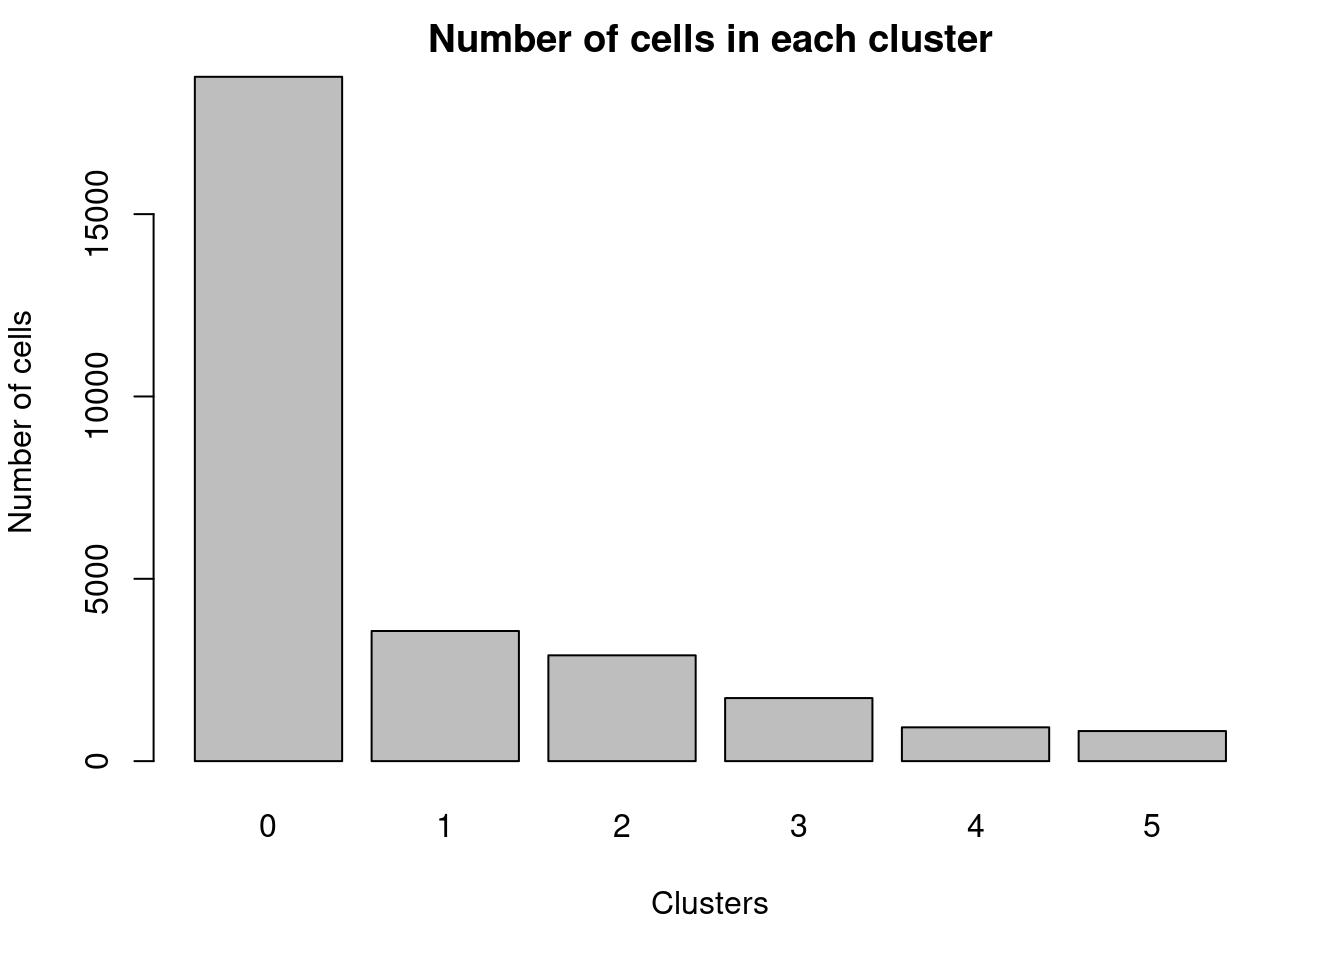 Number of cells in each cluster
Number of cells
15000
10000
5000
0
0 1 2 3 4 5
Clusters